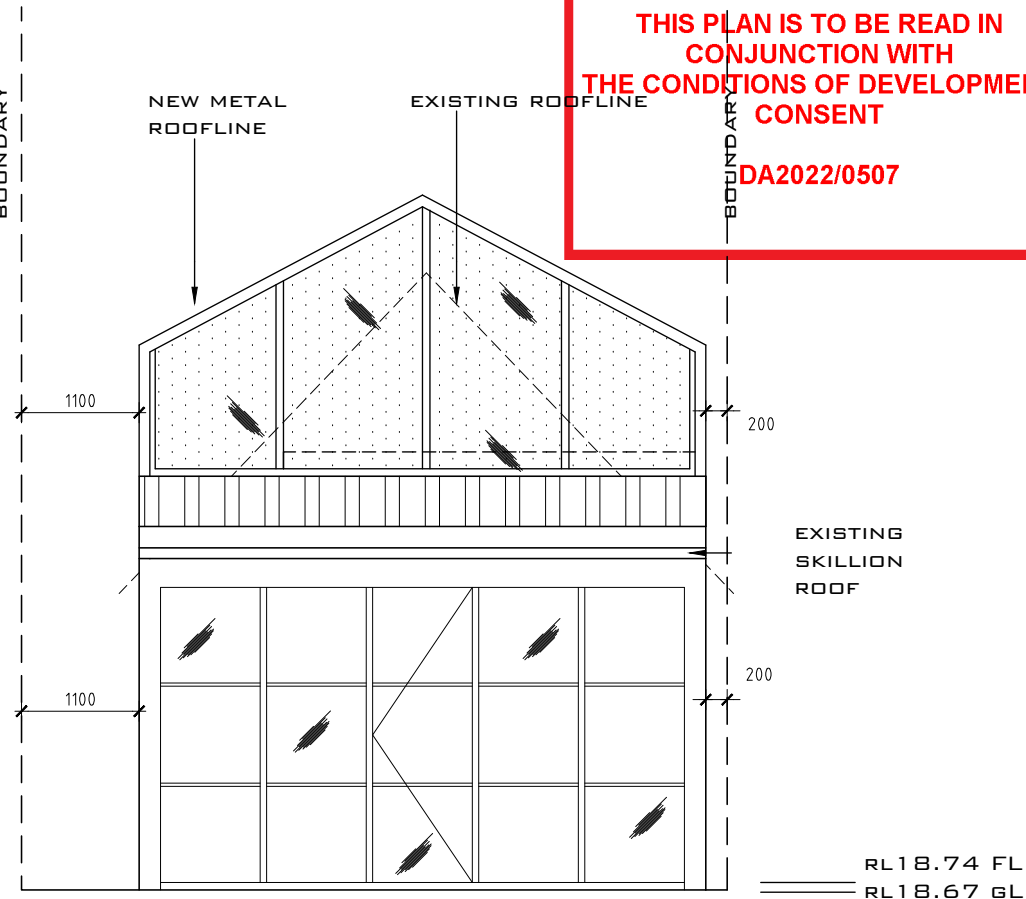 THIS PLAN IS TO BE READ IN
CONJUNCTION WITH
THE CONDITIONS OF DEVELOPME
CONSENT
DA2022/0507
BOUNDARY
NEW METAL
ROOFLINE
EXISTING ROOFLINE
BOUNDARY
1100
200
EXISTING
SKILLION
ROOF
1100
200
RL18.74 FL
RL18.67 GL